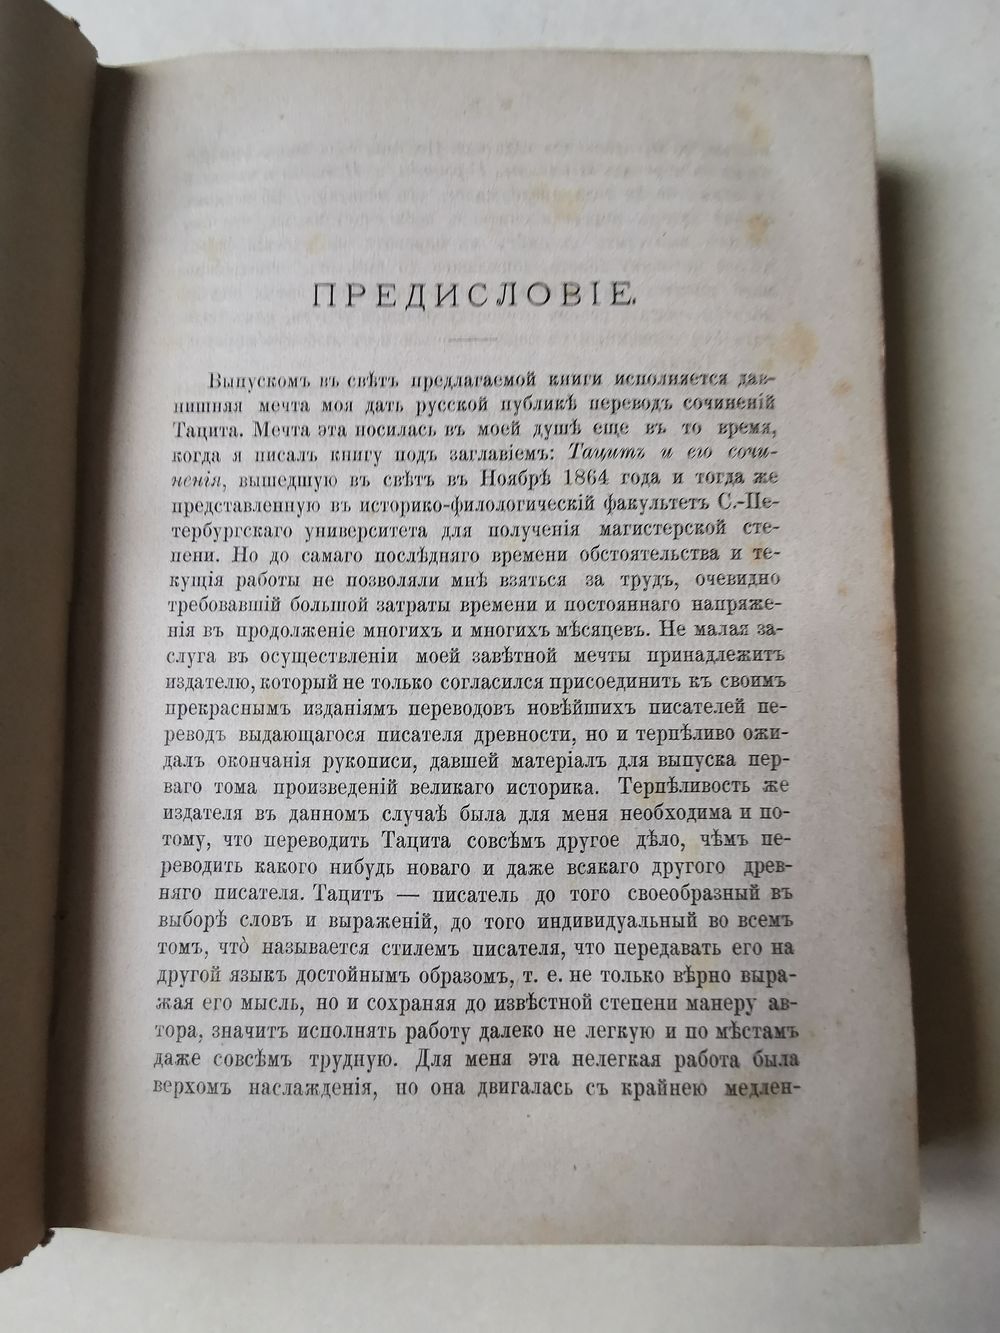 ПРЕДИСЛОВІЕ.
Выпускомъ въ свѣтъ предлагаемой книги исполняется дав-
нишняя мечта моя дать русской публикѣ переводъ сочиненій
Тацита. Мечта эта носилась въ моей душѣ еще въ то время,
когда я писалъ книгу подъ заглавіемъ: Тацитъ и его сочи-
ненія, вышедшую въ свѣтъ въ Ноябрѣ 1864 года и тогда же
представленную въ историко-филологическій факультетъ С.-Пе-
тербургскаго университета для полученія магистерской сте-
пени. Но до самаго послѣдняго времени обстоятельства и те-
кущія работы не позволяли мнѣ взяться за трудъ, очевидно
требовавшій большой затраты времени и постояннаго напряже-
нія въ продолженіе многихъ и многихъ мѣсяцевъ. Не малая за-
слуга въ осуществленіи моей завѣтной мечты принадлежитъ
издателю, который не только согласился присоединить къ своимъ
прекраснымъ изданіямъ переводовъ новѣйшихъ писателей пе-
реводъ выдающагося писателя древности, но и терпѣливо ожи-
далъ окончанія рукописи, давшей матеріалъ для выпуска пер-
ваго тома произведеній великаго историка. Терпѣливость же
издателя въ данномъ случаѣ была для меня необходима и по-
тому, что переводить Тацита совсѣмъ другое дѣло, чѣмъ пе-
реводить какого нибудь новаго и даже всякаго другого древ-
няго писателя. Тацитъ — писатель до того своеобразный въ
выборѣ словъ и выраженій, до того индивидуальный во всемъ
томъ, что̀ называется стилемъ писателя, что передавать его на
другой языкъ достойнымъ образомъ, т. е. не только вѣрно выра-
жая его мысль, но и сохраняя до извѣстной степени манеру ав-
тора, значитъ исполнять работу далеко не легкую и по мѣстамъ
даже совсѣмъ трудную. Для меня эта нелегкая работа была
верхомъ наслажденія, но она двигалась съ крайнею медлен-